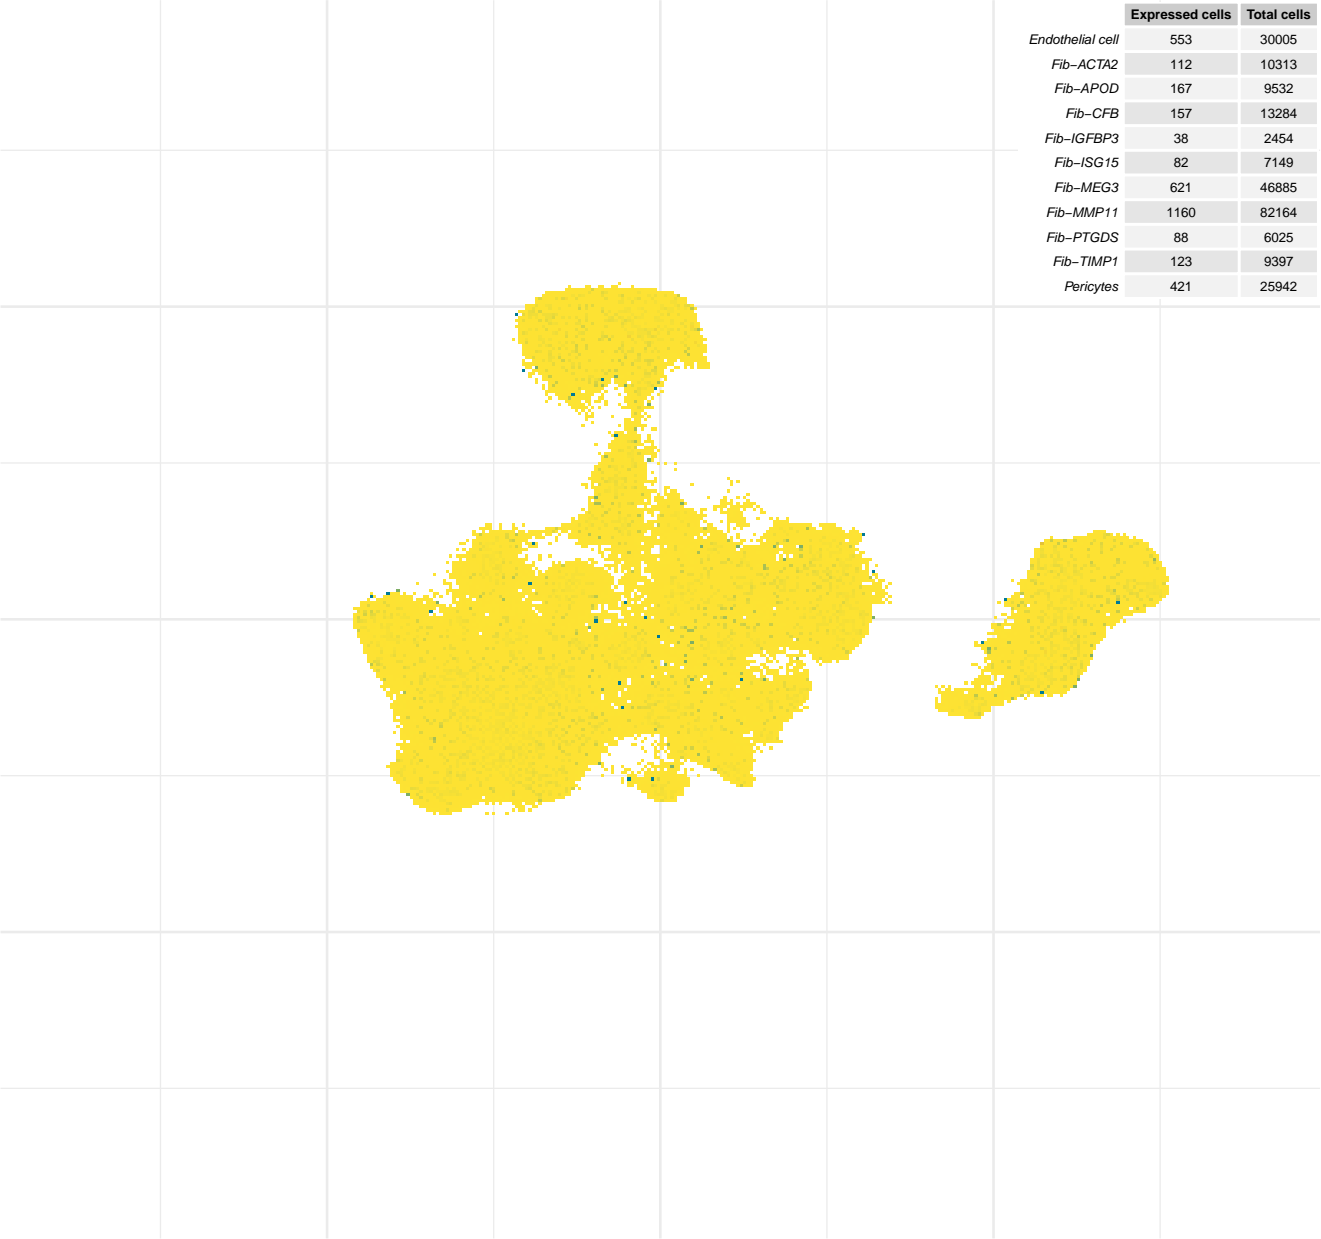 Expressed cells Total cells
Endothelial cell 553 30005
Fib−ACTA2 112 10313
Fib−APOD 167 9532
Fib−CFB 157 13284
Fib−IGFBP3 38 2454
Fib−ISG15 82 7149
Fib−MEG3 621 46885
Fib−MMP11 1160 82164
Fib−PTGDS 88 6025
Fib−TIMP1 123 9397
Pericytes 421 25942